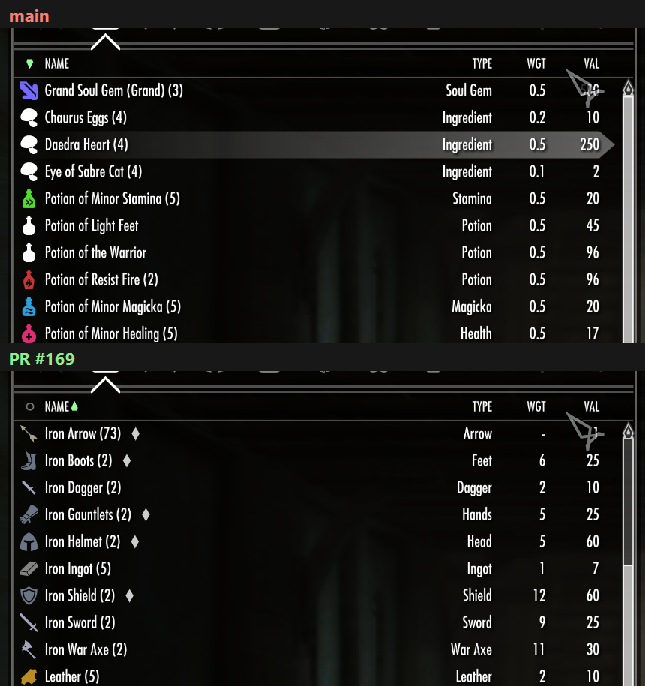 main
NAME TYPE WGT VAL
Grand Soul Gem (Grand) (3) Soul Gem 0.5
Chaurus Eggs (4) Ingredient 0.2 10
Daedra Heart (4) Ingredient 0.5 250
Eye of Sabre Cat (4) Ingredient 0.1 2
Potion of Minor Stamina (5) Stamina 0.5 20
Potion of Light Feet Potion 0.5 45
Potion of the Warrior Potion 0.5 96
Potion of Resist Fire (2) Potion 0.5 96
Potion of Minor Magicka (5) Magicka 0.5 20
Potion of Minor Healing (5) Health 0.5 17
PR #169
NAME TYPE WGT VAL
Iron Arrow (73) Arrow -
Iron Boots (2) Feet 6 25
Iron Dagger (2) Dagger 2 10
Iron Gauntlets (2) Hands 5 25
Iron Helmet (2) Head 5 60
Iron Ingot (5) Ingot 1 7
Iron Shield (2) Shield 12 60
Iron Sword (2) Sword 9 25
Iron War Axe (2) War Axe 11 30
Leather (5) Leather 2 10